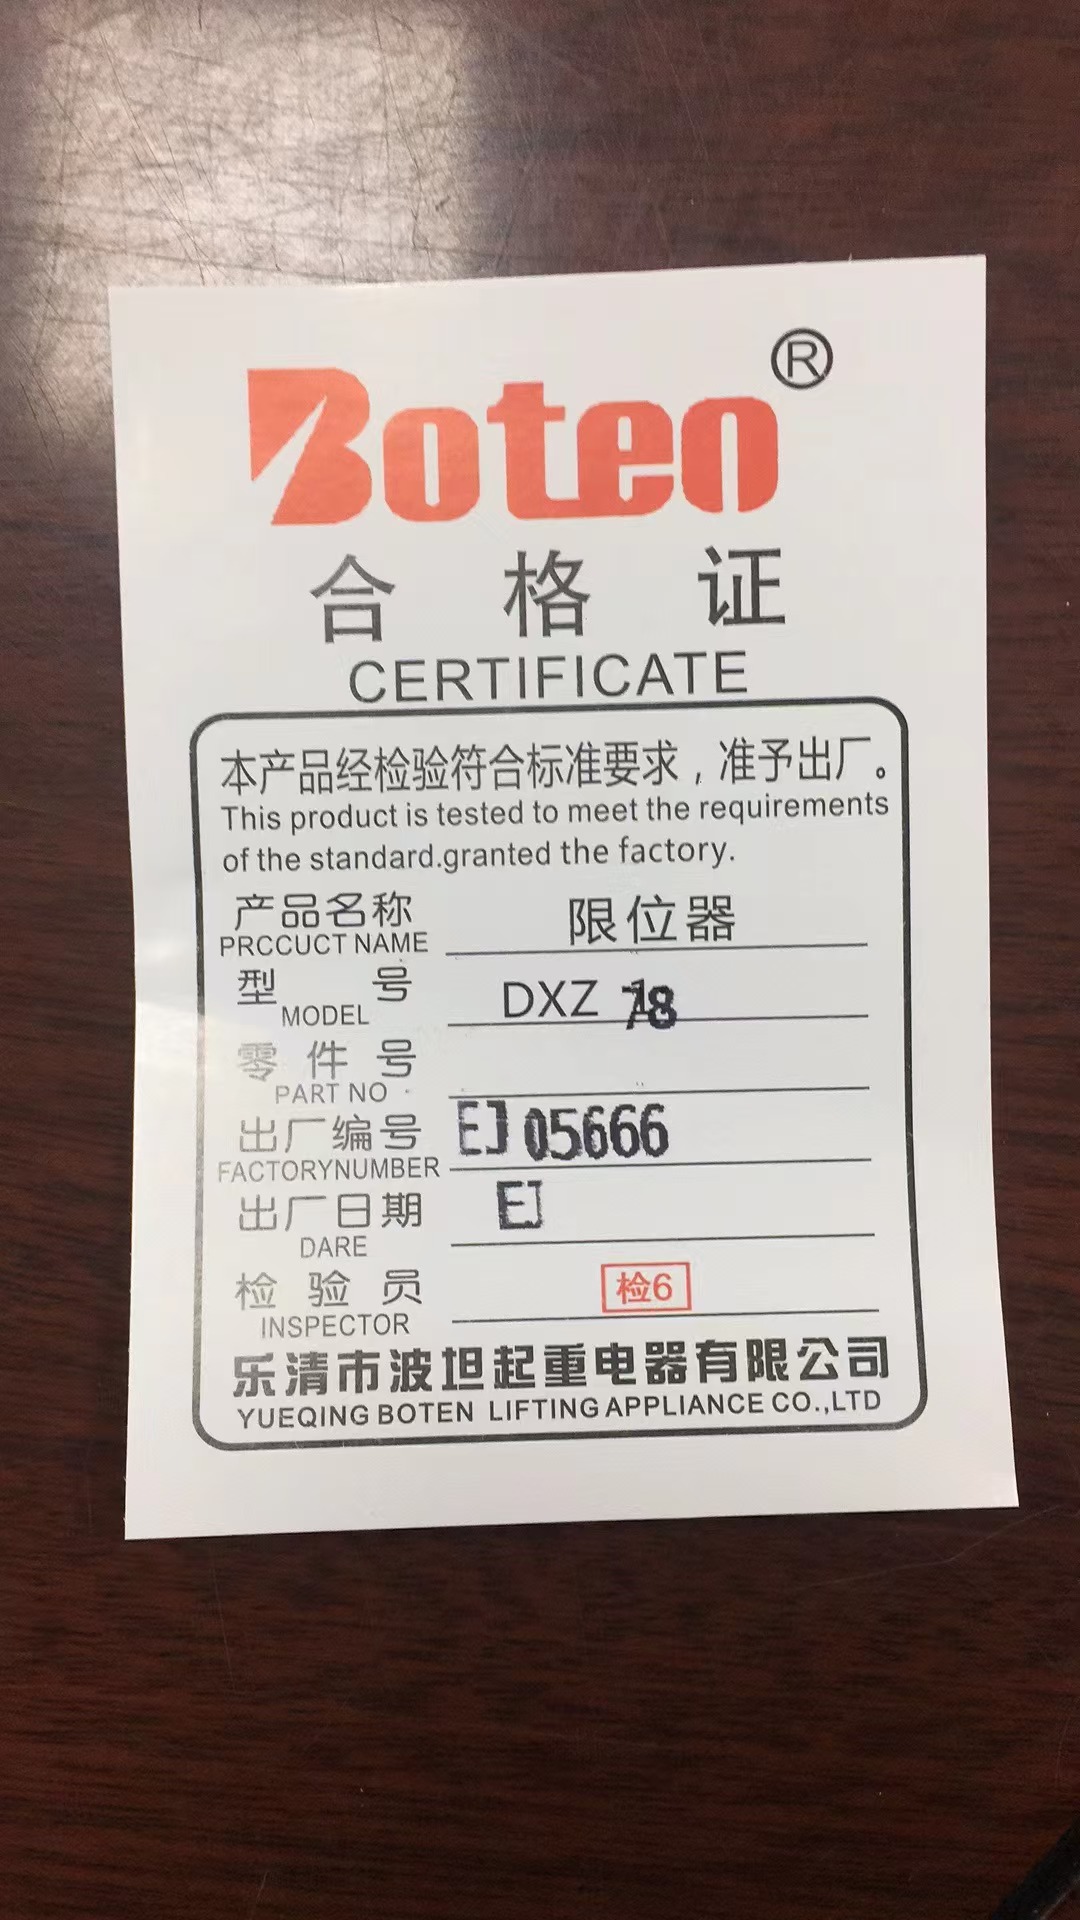 Boten®
合格证
CERTIFICATE
本产品经检验符合标准要求，准予出厂。
This product is tested to meet the requirements
of the standard.granted the factory.
产品名称 限位器
PRCCUCT NAME
型号 DXZ
MODEL
零件号
PART NO
出厂编号 EJ 05666
FACTORYNUMBER
出厂日期 EJ
DARE
检验员 检6
INSPECTOR
乐清市波坦起重电器有限公司
YUEQING BOTEN LIFTING APPLIANCE CO.,LTD